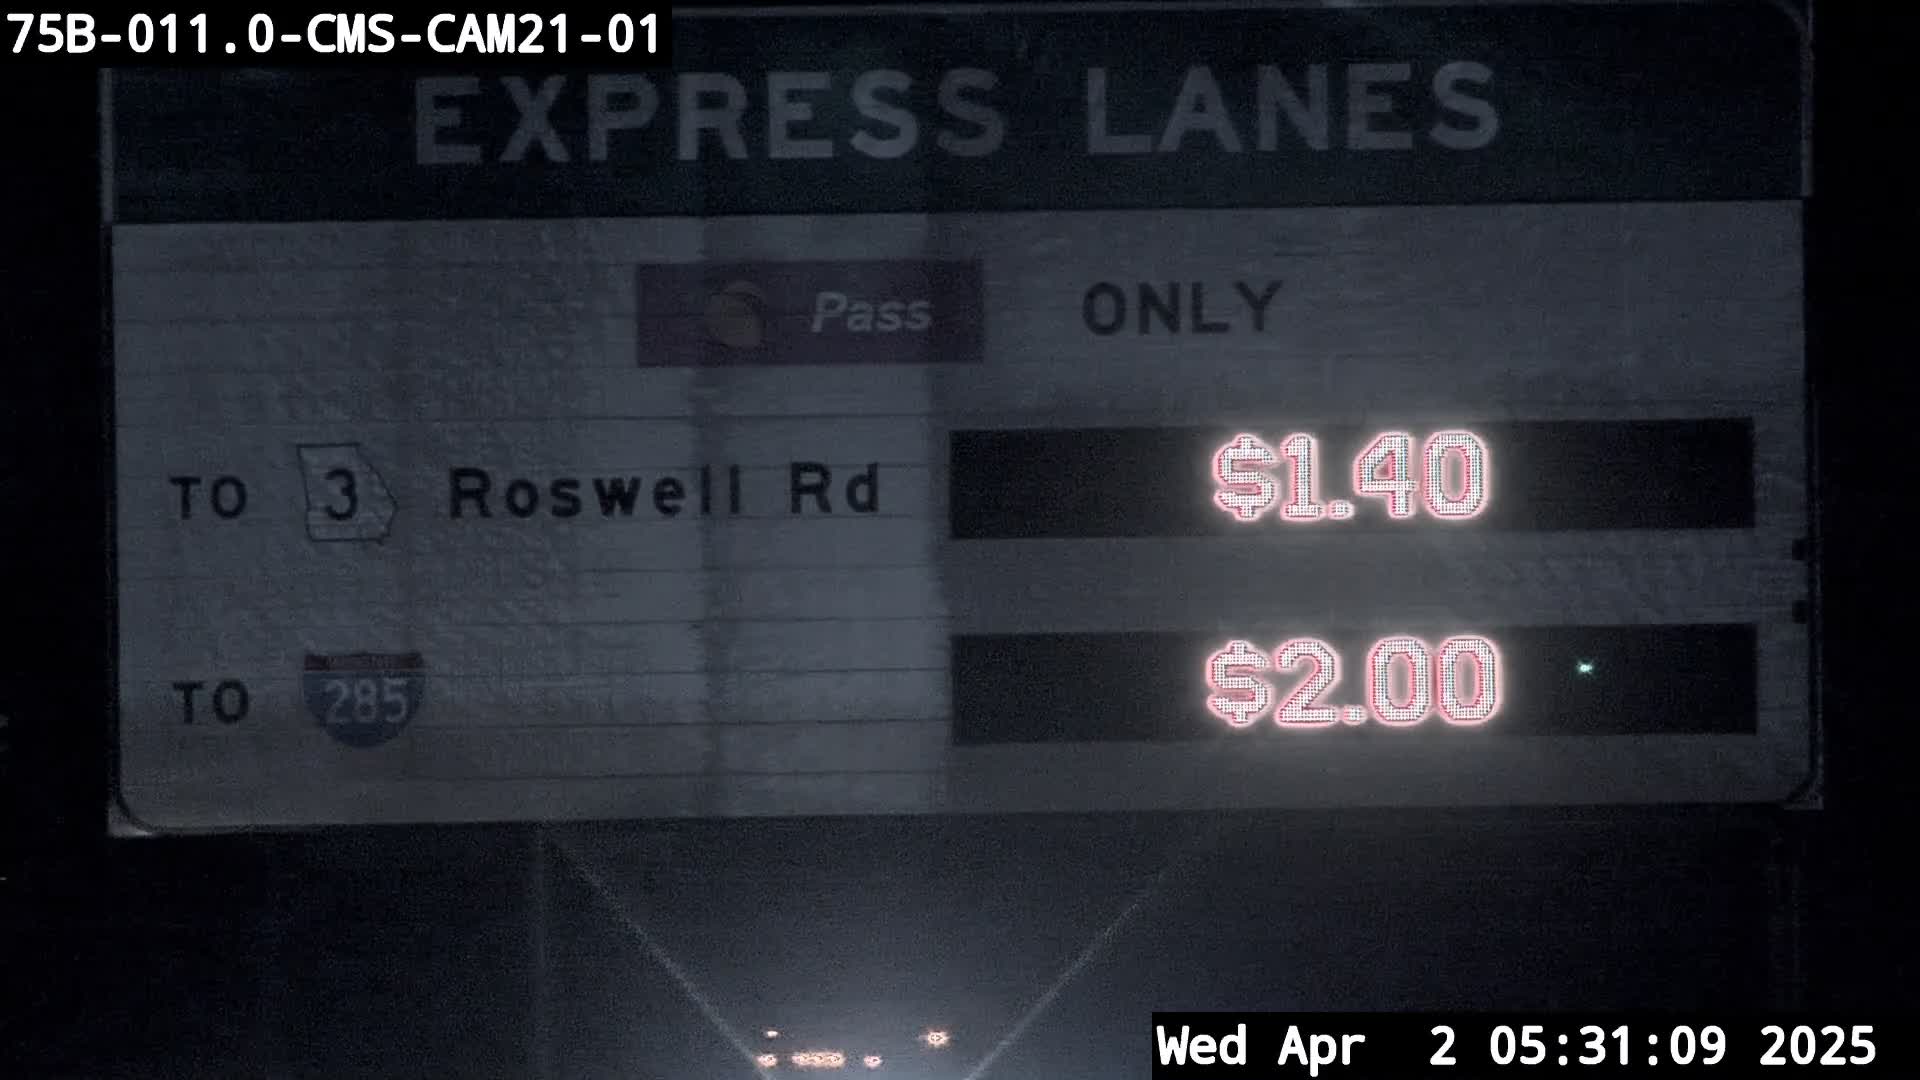 75B-011.0-CMS-CAM21-01
EXPRESS LANES
Pass ONLY
TO 3 Roswell Rd $1.40
TO 285 $2.00
Wed Apr 2 05:31:09 2025